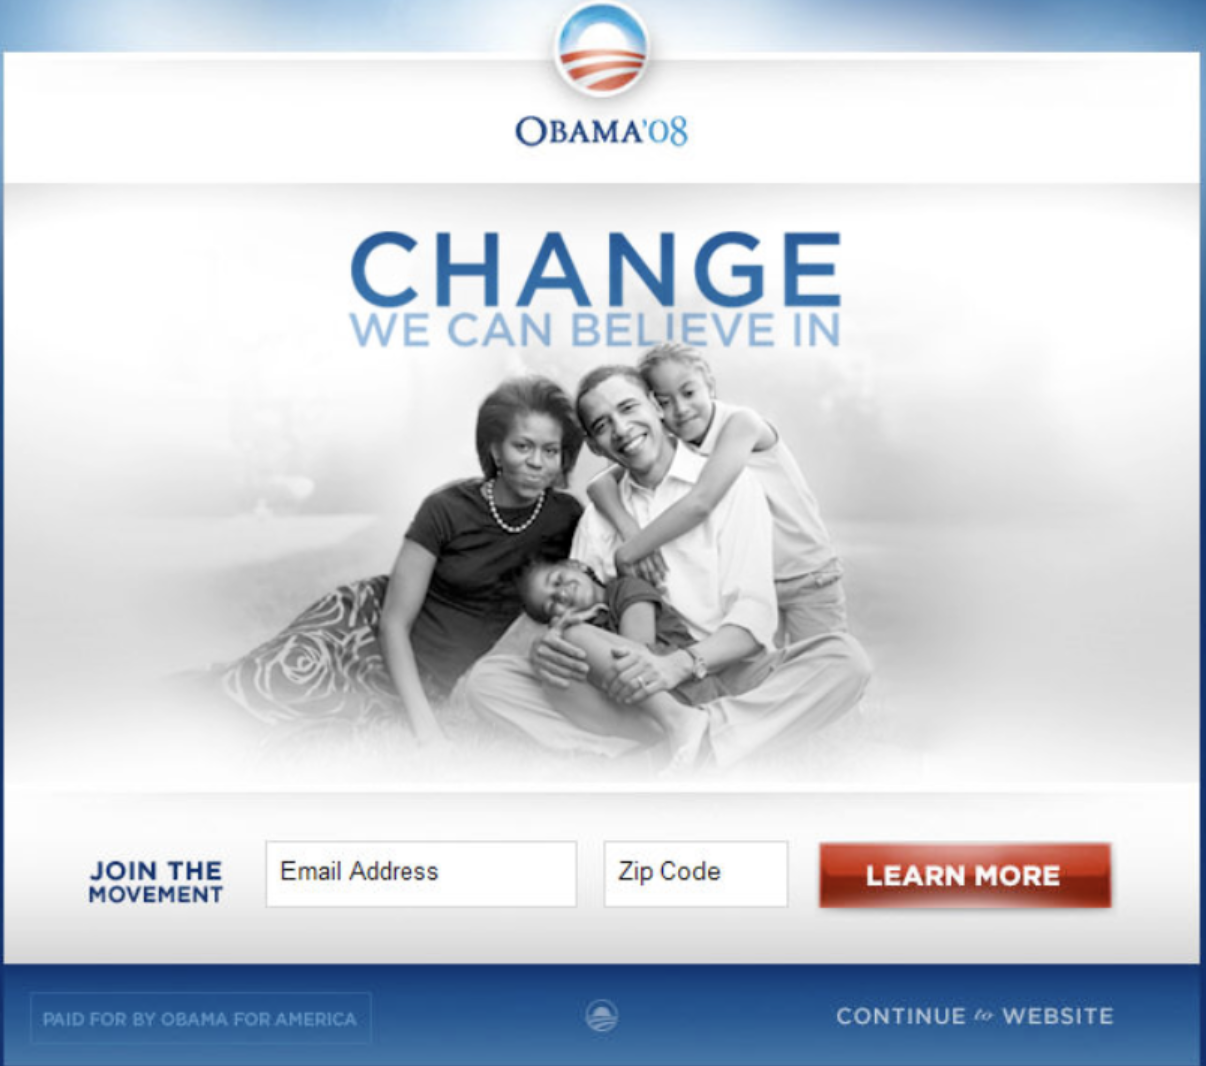 OBAMA'08
CHANGE
WE CAN BELIEVE IN
JOIN THE
MOVEMENT
Email Address
Zip Code
LEARN MORE
PAID FOR BY OBAMA FOR AMERICA
CONTINUE to WEBSITE